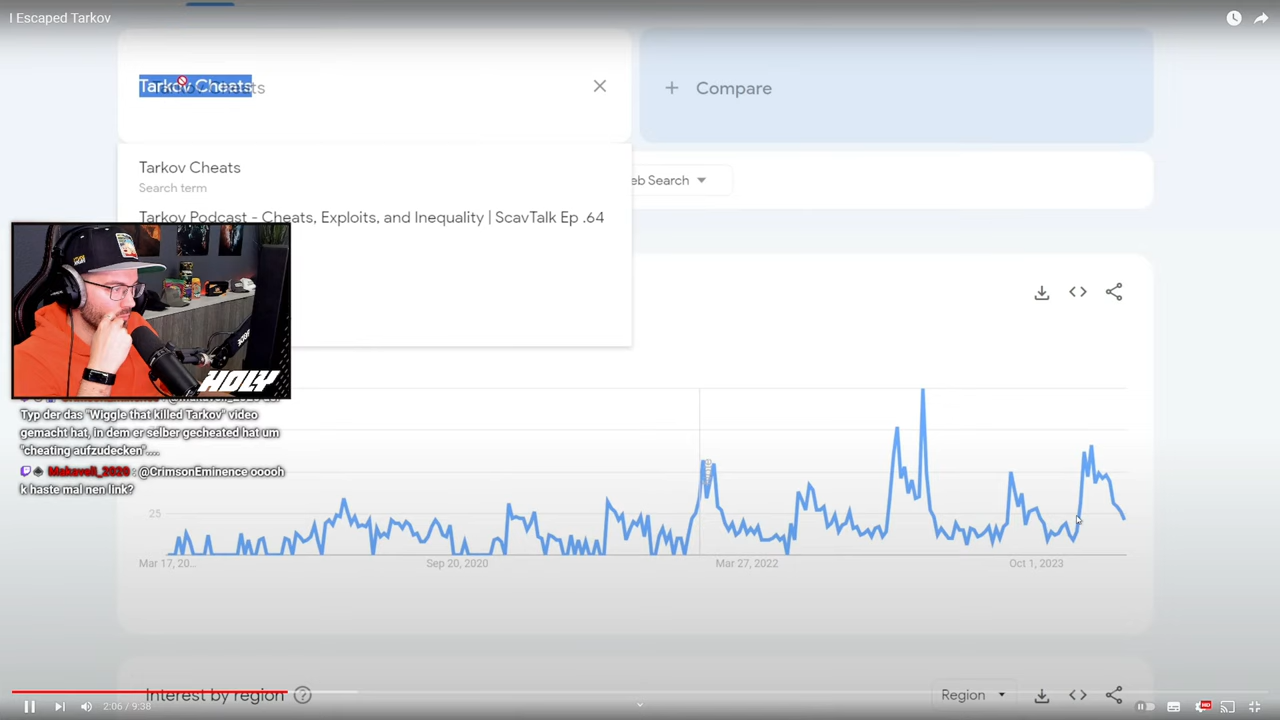 I Escaped Tarkov
Tarkov Cheats
Compare
Tarkov Cheats
Search term
eb Search
Tarkov Podcast - Cheats, Exploits, and Inequality | ScavTalk Ep .64
HOLY
Typ der das "Wiggle that killed Tarkov" video
gemacht hat, in dem er selber gecheated hat um
"cheating aufzudecken"....
Makaveli_2020 : @CrimsonEminence ooooh
k haste mal nen link?
25
Mar 17, 20...
Sep 20, 2020
Mar 27, 2022
Oct 1, 2023
Interest by region
Region
2:06 / 9:38
HD